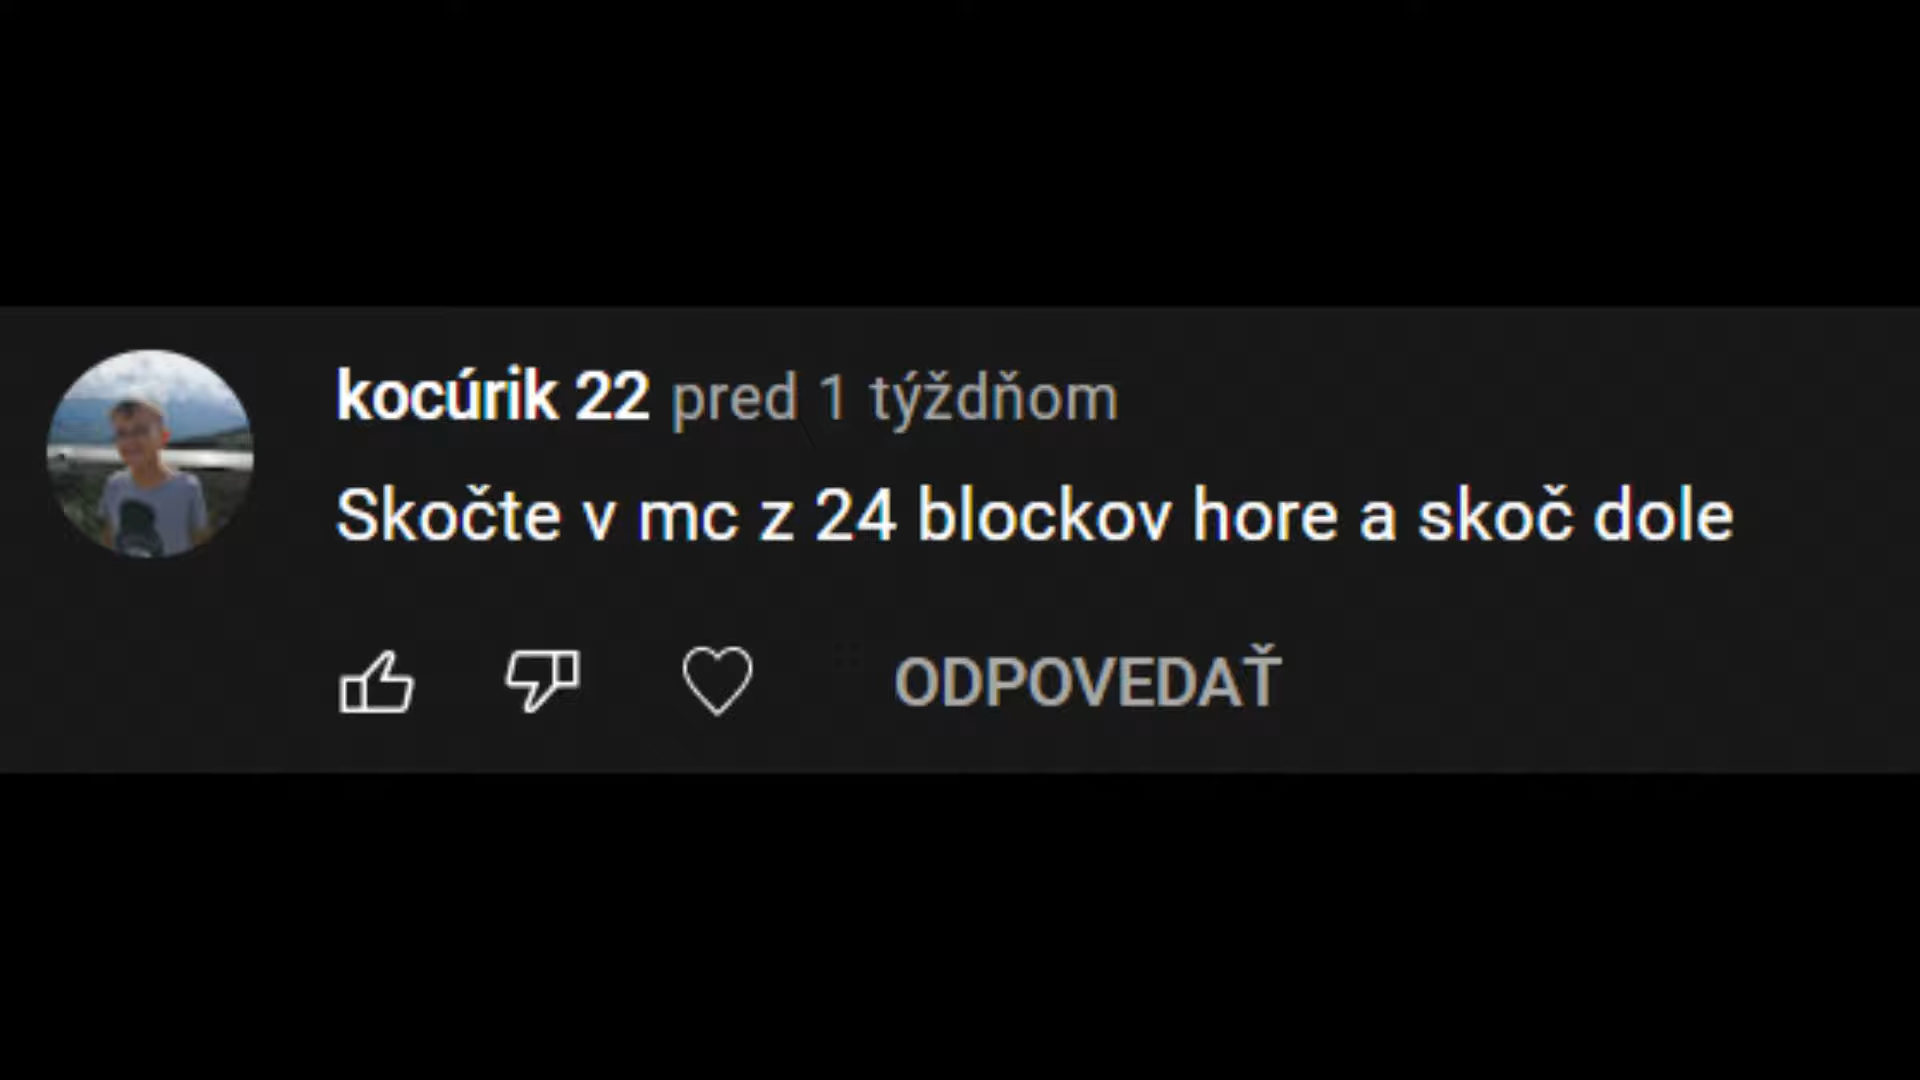 kocúrik 22 pred 1 týždňom
Skočte v mc z 24 blockov hore a skoč dole
ODPOVEDAŤ